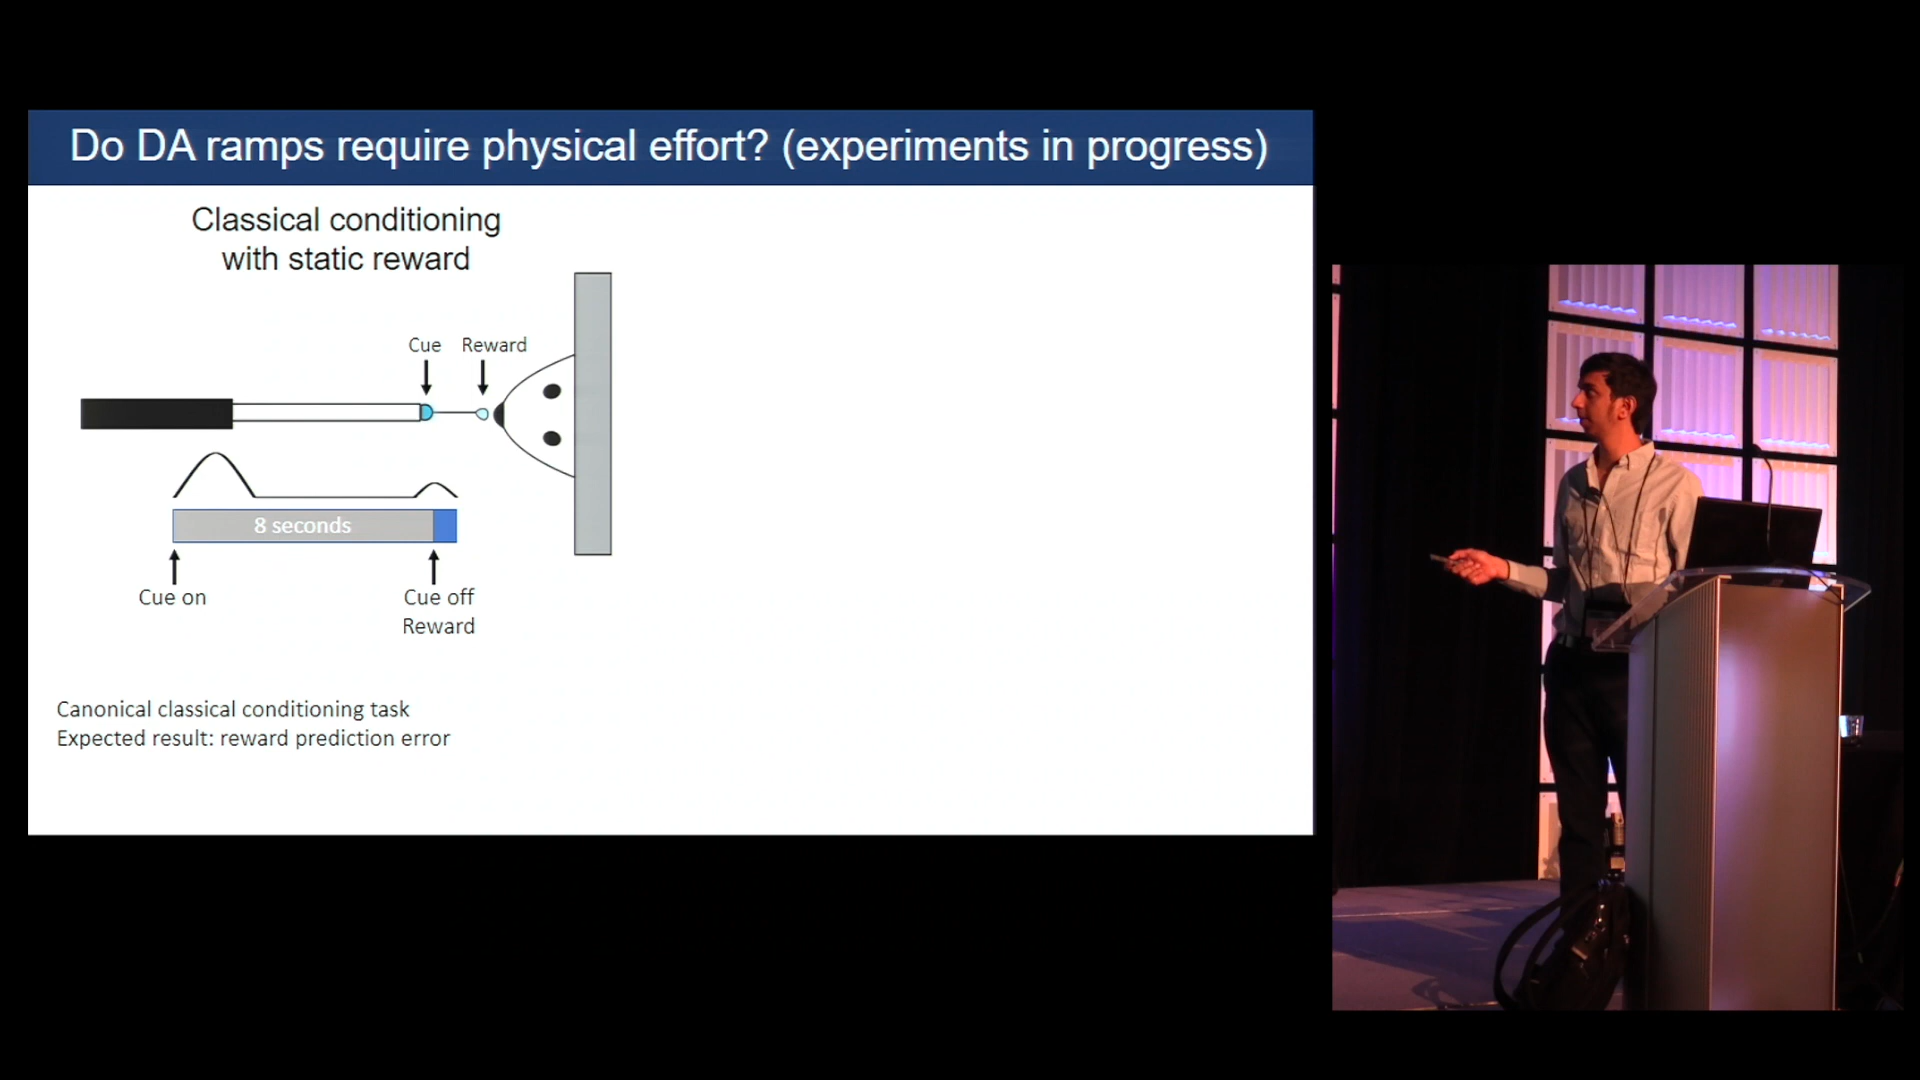 Do DA ramps require physical effort? (experiments in progress)
Classical conditioning
with static reward
Cue Reward
8 seconds
Cue on
Cue off
Reward
Canonical classical conditioning task
Expected result: reward prediction error